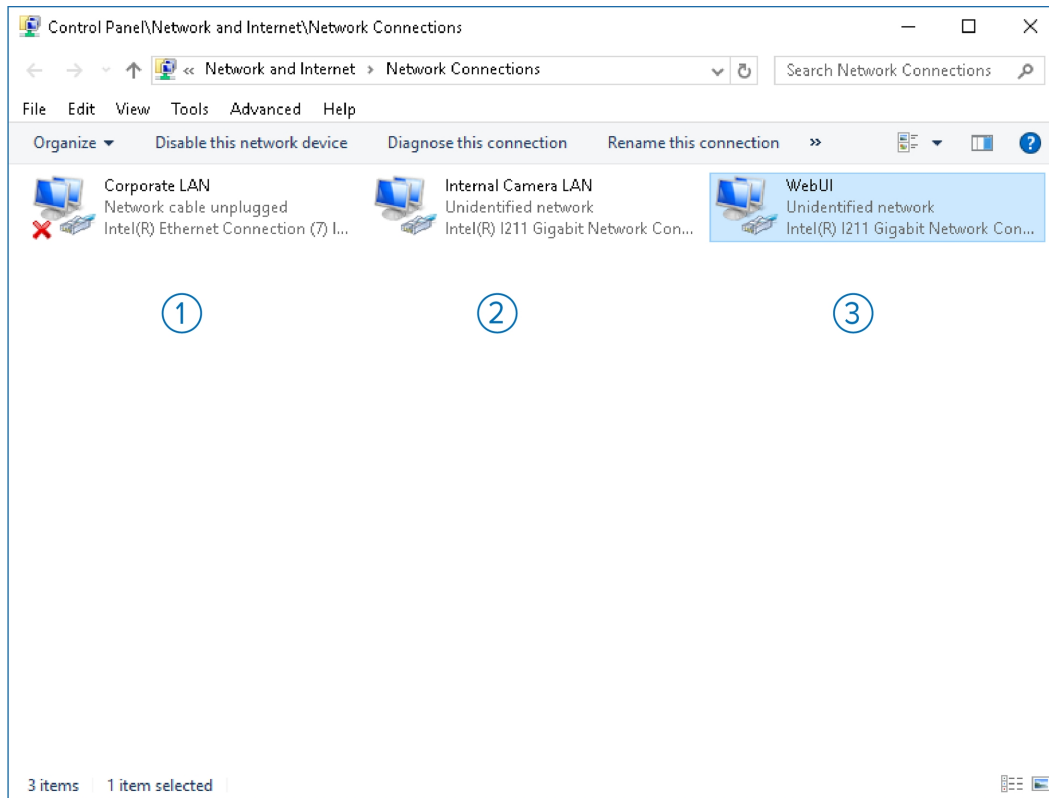 Control Panel\Network and Internet\Network Connections
« Network and Internet > Network Connections
Search Network Connections
File Edit View Tools Advanced Help
Organize Disable this network device Diagnose this connection Rename this connection »
Corporate LAN
Network cable unplugged
Intel(R) Ethernet Connection (7) I...
Internal Camera LAN
Unidentified network
Intel(R) I211 Gigabit Network Con...
WebUI
Unidentified network
Intel(R) I211 Gigabit Network Con...
1 2 3
3 items 1 item selected